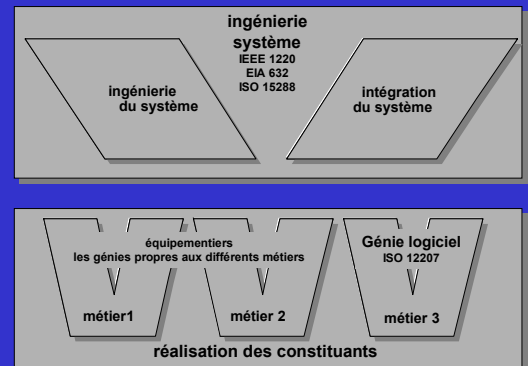 ingénierie
système
IEEE 1220
EIA 632
ISO 15288
ingénierie
du système
intégration
du système
équipementiers
les génies propres aux différents métiers
Génie logiciel
ISO 12207
métier1
métier 2
métier 3
réalisation des constituants